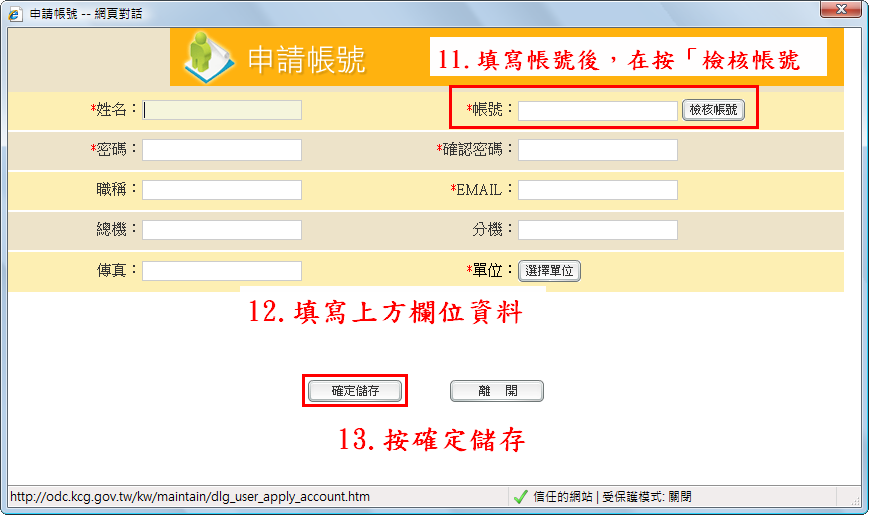 申請帳號 -- 網頁對話
申請帳號
11.填寫帳號後，在按「檢核帳號
*姓名： *帳號： 檢核帳號
*密碼： *確認密碼：
職稱： *EMAIL：
總機： 分機：
傳真： *單位： 選擇單位
12.填寫上方欄位資料
確定儲存 離 開
13.按確定儲存
http://odc.kcg.gov.tw/kw/maintain/dlg_user_apply_account.htm 信任的網站 | 受保護模式: 關閉